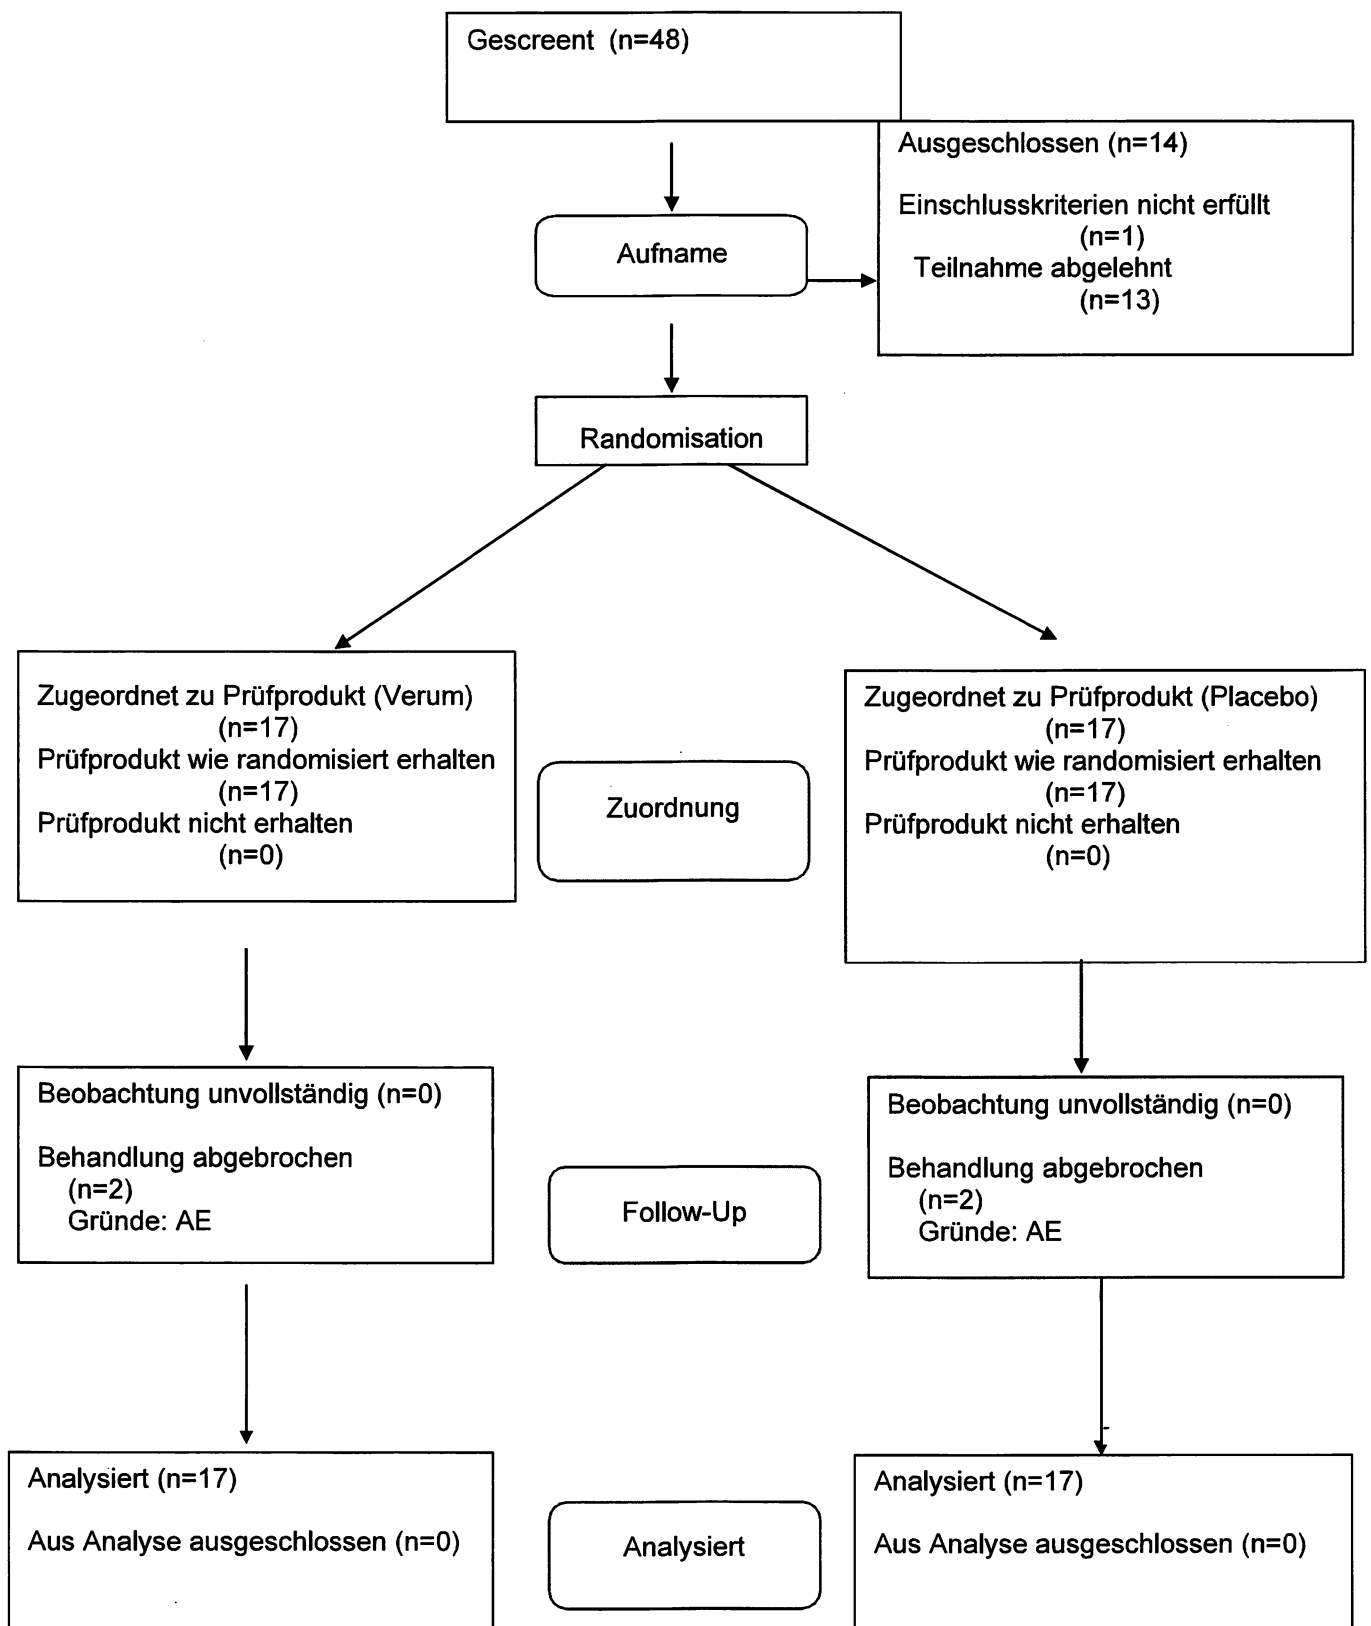 Gescreent (n=48)
Ausgeschlossen (n=14)
Einschlusskriterien nicht erfüllt
(n=1)
Teilnahme abgelehnt
(n=13)
Aufname
Randomisation
Zugeordnet zu Prüfprodukt (Verum)
(n=17)
Prüfprodukt wie randomisiert erhalten
(n=17)
Prüfprodukt nicht erhalten
(n=0)
Zuordnung
Zugeordnet zu Prüfprodukt (Placebo)
(n=17)
Prüfprodukt wie randomisiert erhalten
(n=17)
Prüfprodukt nicht erhalten
(n=0)
Beobachtung unvollständig (n=0)
Behandlung abgebrochen
(n=2)
Gründe: AE
Follow-Up
Beobachtung unvollständig (n=0)
Behandlung abgebrochen
(n=2)
Gründe: AE
Analysiert (n=17)
Aus Analyse ausgeschlossen (n=0)
Analysiert
Analysiert (n=17)
Aus Analyse ausgeschlossen (n=0)